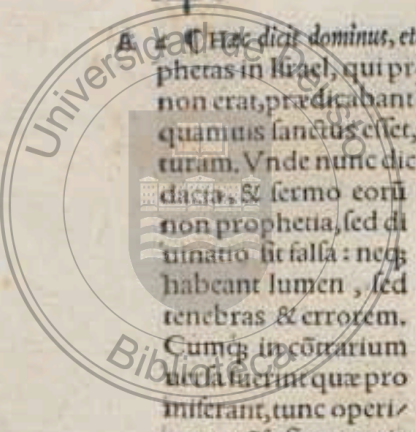 ¶ Hæc dicit dominus, et
phetas in Israel, qui pr
non erat, prædicabant
quamuis sanctus esset,
turam. Vnde nunc dic
dacia, & sermo eorū
non prophetia, sed di
uinatio sit falsa: neq;
habeant lumen, sed
tenebras & errorem.
Cumq; in cōtrarium
uersa fuerint quæ pro
miserant, tunc operi/